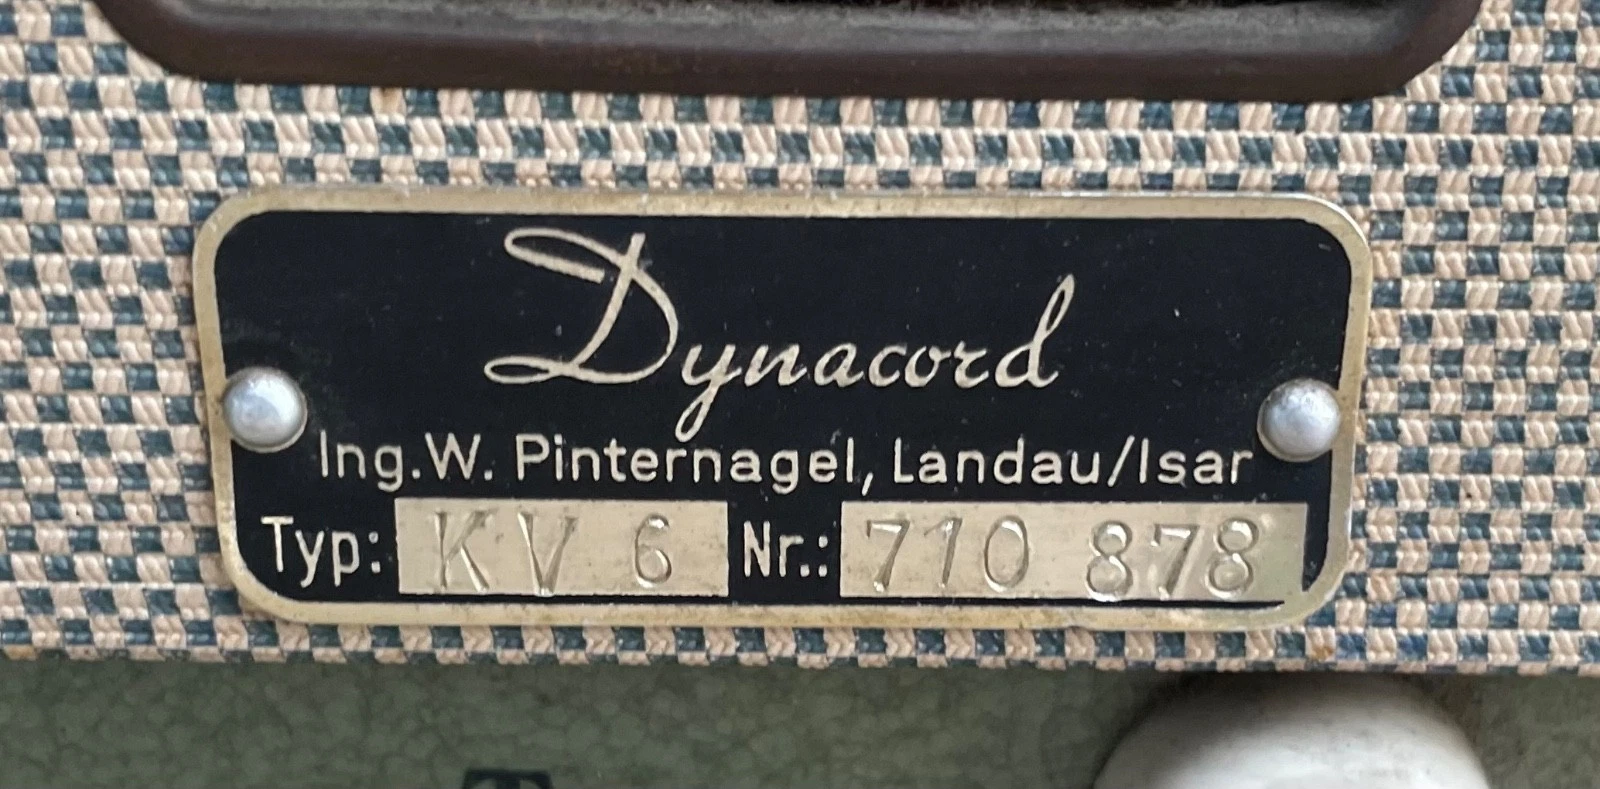 Dynacord
Ing.W. Pinternagel, Landau/Isar
Typ: KV 6 Nr.: 710 878